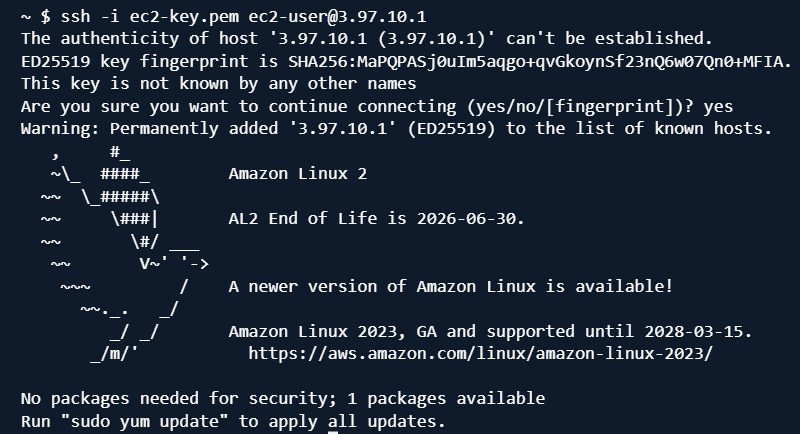 ~ $ ssh -i ec2-key.pem ec2-user@3.97.10.1
The authenticity of host '3.97.10.1 (3.97.10.1)' can't be established.
ED25519 key fingerprint is SHA256:MaPQPASj0uIm5aqgo+qvGkoynSf23nQ6w07Qn0+MFIA.
This key is not known by any other names
Are you sure you want to continue connecting (yes/no/[fingerprint])? yes
Warning: Permanently added '3.97.10.1' (ED25519) to the list of known hosts.
   ,     #_
   ~\_  ####_        Amazon Linux 2
  ~~  \_#####\
  ~~     \###|       AL2 End of Life is 2026-06-30.
  ~~       \#/ ___
   ~~       V~' '->
    ~~~         /    A newer version of Amazon Linux is available!
      ~~._.   _/
         _/ _/       Amazon Linux 2023, GA and supported until 2028-03-15.
       _/m/'           https://aws.amazon.com/linux/amazon-linux-2023/

No packages needed for security; 1 packages available
Run "sudo yum update" to apply all updates.